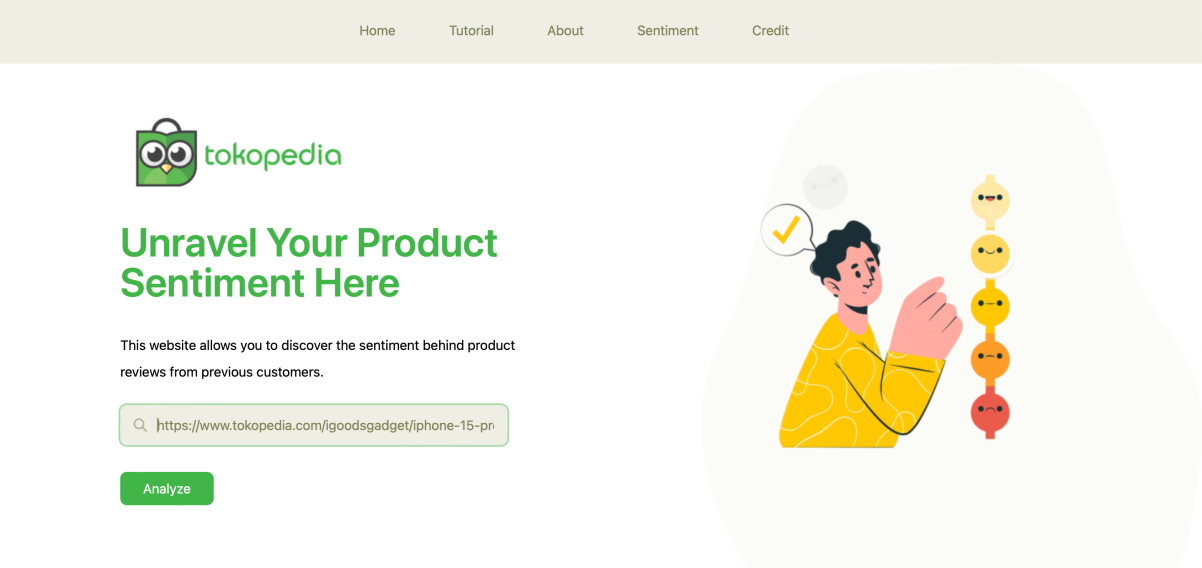 Home Tutorial About Sentiment Credit
tokopedia
Unravel Your Product
Sentiment Here
This website allows you to discover the sentiment behind product
reviews from previous customers.
https://www.tokopedia.com/igoodsgadget/iphone-15-pr
Analyze